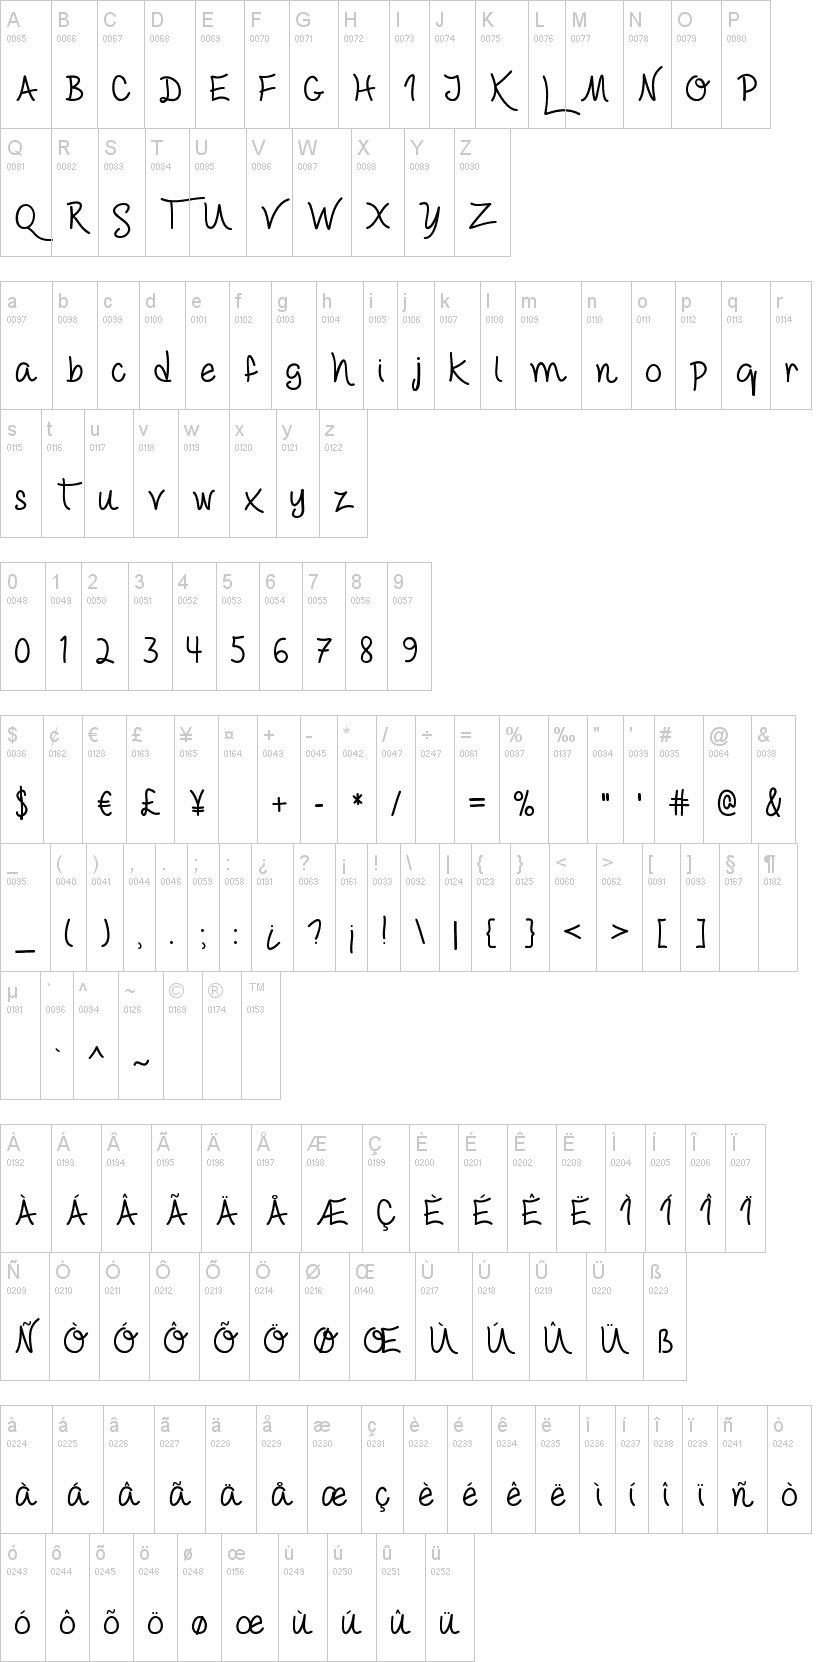 A B C D E F G H I J K L M N O P
0065 0066 0067 0068 0069 0070 0071 0072 0073 0074 0075 0076 0077 0078 0079 0080
A B C D E F G H I J K L M N O P
Q R S T U V W X Y Z
0081 0082 0083 0084 0085 0086 0087 0088 0089 0090
Q R S T U V W X Y Z
a b c d e f g h i j k l m n o p q r
0097 0098 0099 0100 0101 0102 0103 0104 0105 0106 0107 0108 0109 0110 0111 0112 0113 0114
a b c d e f g h i j k l m n o p q r
s t u v w x y z
0115 0116 0117 0118 0119 0120 0121 0122
s t u v w x y z
0 1 2 3 4 5 6 7 8 9
0048 0049 0050 0051 0052 0053 0054 0055 0056 0057
0 1 2 3 4 5 6 7 8 9
$ ¢ € £ ¥ ¤ + - * / ÷ = % ‰ " ' # @ &
0036 0162 0128 0163 0165 0164 0043 0045 0042 0047 0247 0061 0037 0137 0034 0039 0035 0064 0038
$ € £ ¥ + - * / = % " ' # @ &
_ ( ) , . ; : ¿ ? ¡ ! \ | { } < > [ ] § ¶
0095 0040 0041 0044 0046 0059 0058 0191 0063 0161 0033 0092 0124 0123 0125 0060 0062 0091 0093 0167 0182
_ ( ) , . ; : ¿ ? ¡ ! \ | { } < > [ ]
µ ` ^ ~ © ® ™
0181 0096 0094 0126 0169 0174 0153
` ^ ~
À Á Â Ã Ä Å Æ Ç È É Ê Ë Ì Í Î Ï
0192 0193 0194 0195 0196 0197 0198 0199 0200 0201 0202 0203 0204 0205 0206 0207
À Á Â Ã Ä Å Æ Ç È É Ê Ë Ì Í Î Ï
Ñ Ò Ó Ô Õ Ö Ø Œ Ù Ú Û Ü ß
0209 0210 0211 0212 0213 0214 0216 0140 0217 0218 0219 0220 0223
Ñ Ò Ó Ô Õ Ö Ø Œ Ù Ú Û Ü ß
à á â ã ä å æ ç è é ê ë ì í î ï ñ ò
0224 0225 0226 0227 0228 0229 0230 0231 0232 0233 0234 0235 0236 0237 0238 0239 0241 0242
à á â ã ä å æ ç è é ê ë ì í î ï ñ ò
ó ô õ ö ø œ ù ú û ü
0243 0244 0245 0246 0248 0156 0249 0250 0251 0252
ó ô õ ö ø œ ù ú û ü